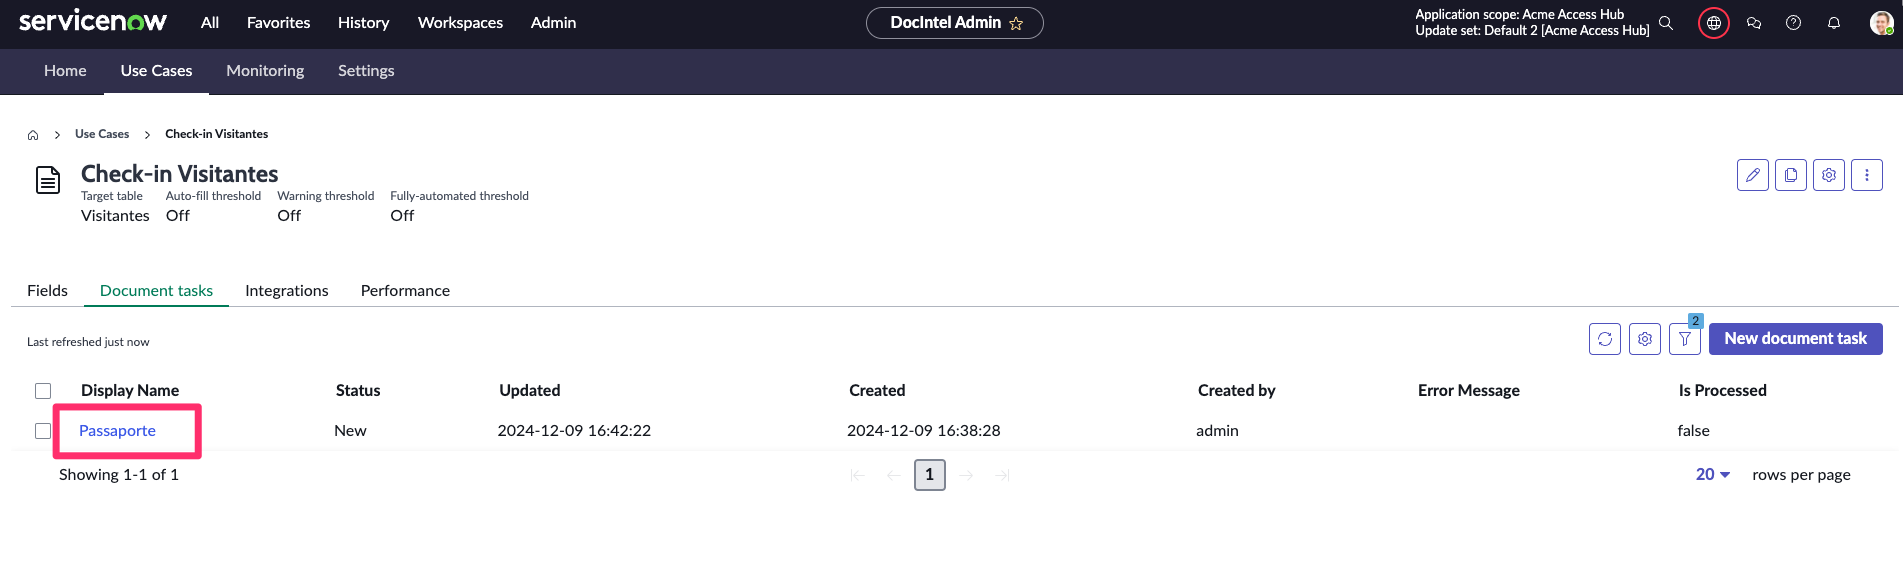 servicenow All Favorites History Workspaces Admin DocIntel Admin Application scope: Acme Access Hub
Update set: Default 2 [Acme Access Hub]
Home Use Cases Monitoring Settings
Use Cases Check-in Visitantes
Check-in Visitantes
Target table Auto-fill threshold Warning threshold Fully-automated threshold
Visitantes Off Off Off
Fields Document tasks Integrations Performance
Last refreshed just now 2 New document task
Display Name Status Updated Created Created by Error Message Is Processed
Passaporte New 2024-12-09 16:42:22 2024-12-09 16:38:28 admin false
Showing 1-1 of 1 1 20 rows per page